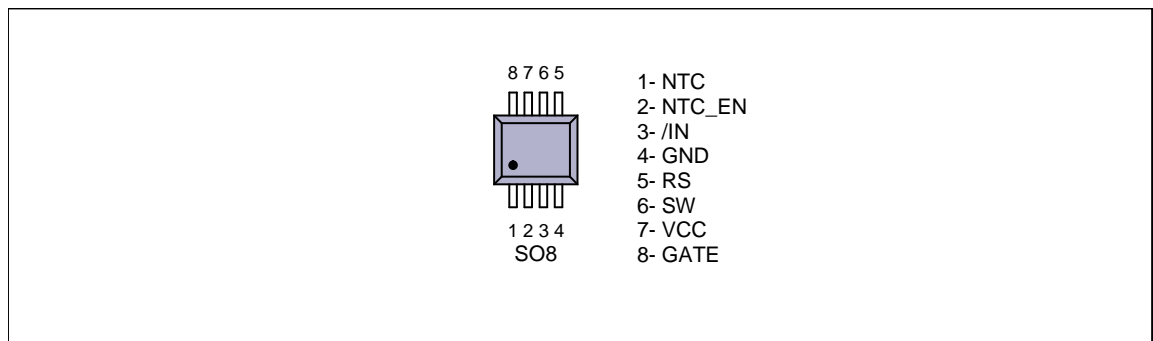 8 7 6 5
1 2 3 4
SO8
1- NTC
2- NTC_EN
3- /IN
4- GND
5- RS
6- SW
7- VCC
8- GATE